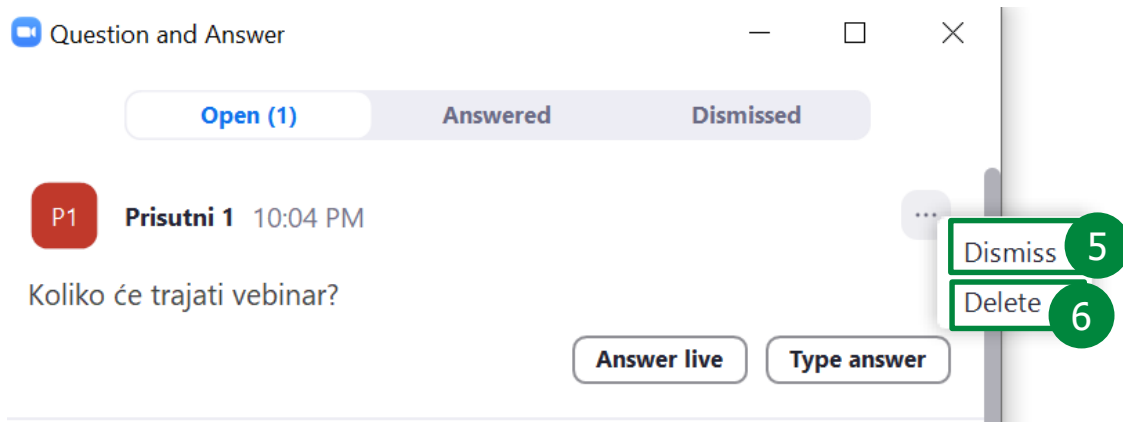 Question and Answer
Open (1) Answered Dismissed
P1 Prisutni 1 10:04 PM
Dismiss 5
Koliko će trajati vebinar?
Delete 6
Answer live Type answer